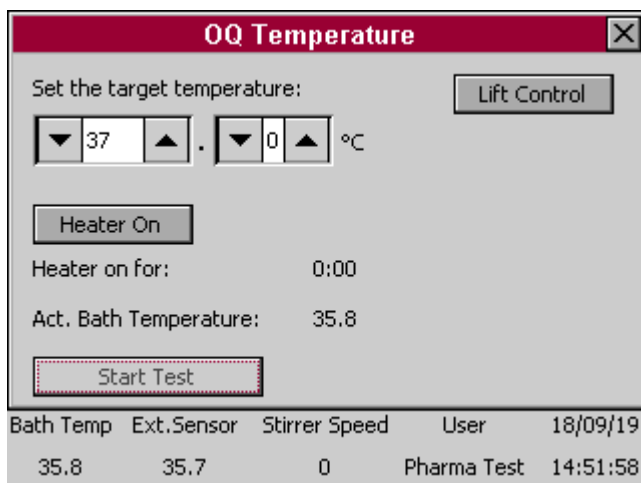 OQ Temperature
Set the target temperature:
Lift Control
37 . 0 °C
Heater On
Heater on for: 0:00
Act. Bath Temperature: 35.8
Start Test
Bath Temp Ext.Sensor Stirrer Speed User 18/09/19
35.8 35.7 0 Pharma Test 14:51:58